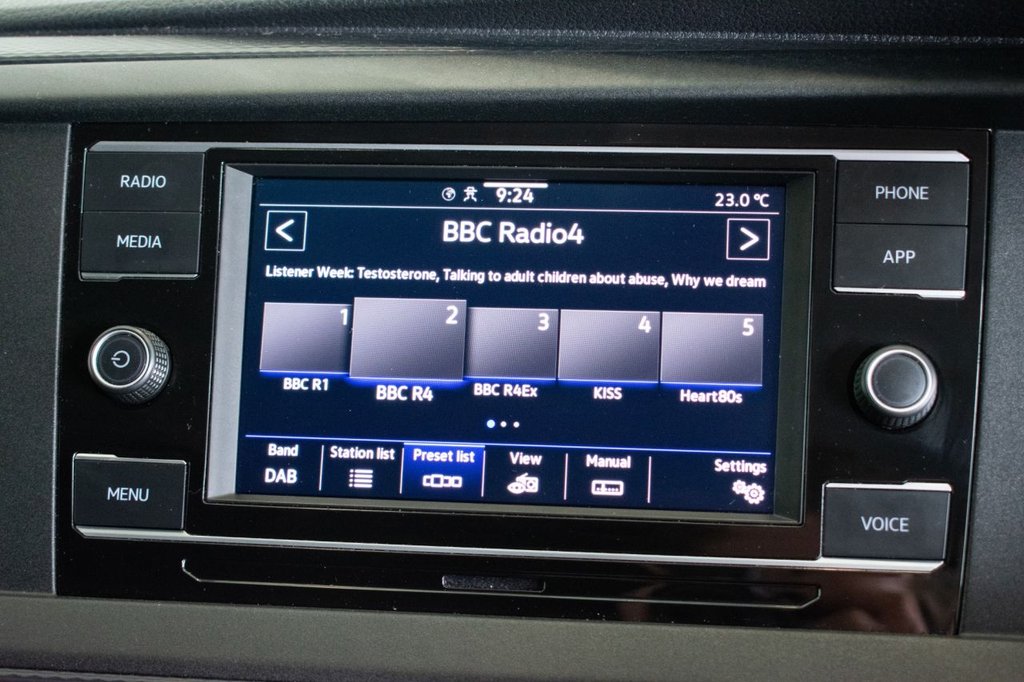 RADIO
MEDIA
MENU
9:24
23.0 °C
<
BBC Radio4
>
Listener Week: Testosterone, Talking to adult children about abuse, Why we dream
1
2
3
4
5
BBC R1
BBC R4
BBC R4Ex
KISS
Heart80s
Band
DAB
Station list
Preset list
View
Manual
Settings
PHONE
APP
VOICE